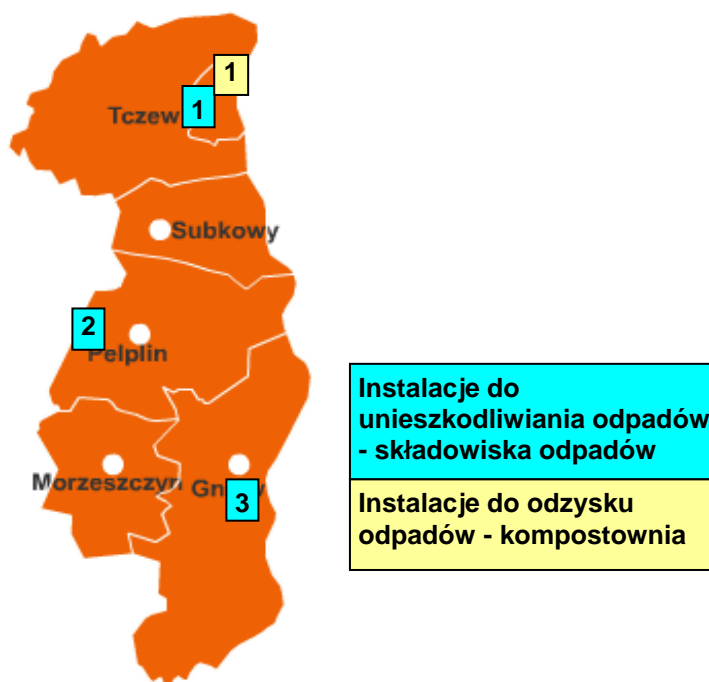 1
1
Tczew
Subkowy
2
Pelplin
Morzeszczyn
Gniewy
3
Instalacje do
unieszkodliwiania odpadów
- składowiska odpadów
Instalacje do odzysku
odpadów - kompostownia